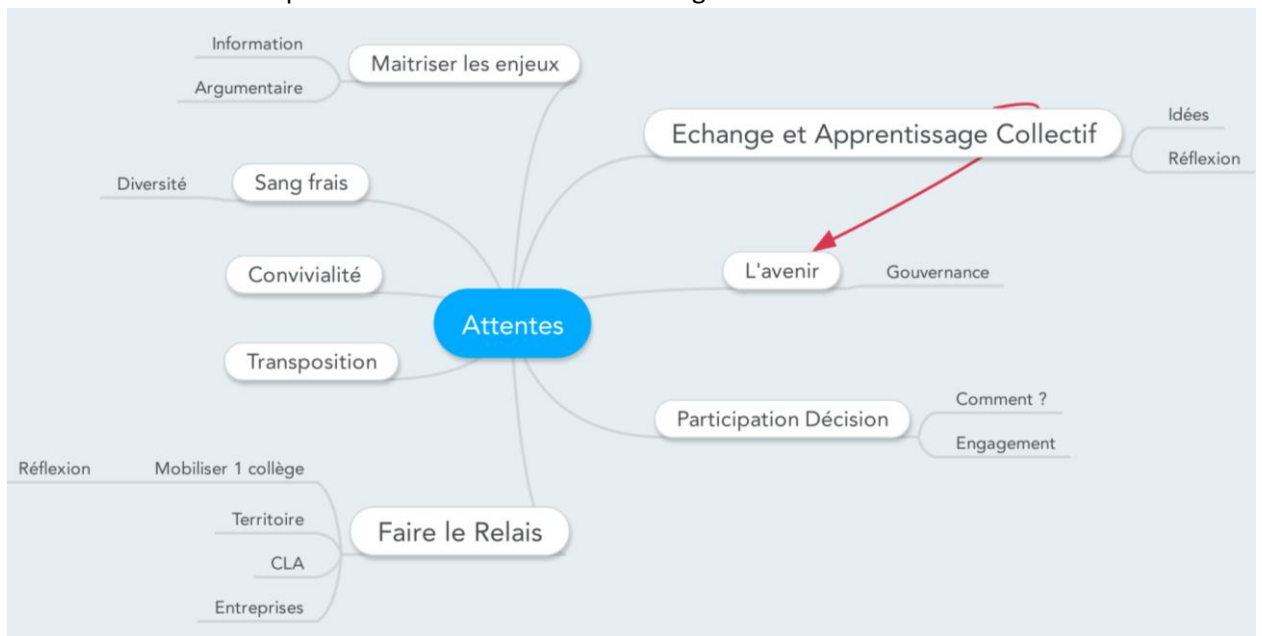 Information
Argumentaire
Maitriser les enjeux
Echange et Apprentissage Collectif
Idées
Réflexion
Diversité
Sang frais
L'avenir
Gouvernance
Convivialité
Attentes
Transposition
Participation Décision
Comment ?
Engagement
Réflexion
Mobiliser 1 collège
Territoire
CLA
Entreprises
Faire le Relais